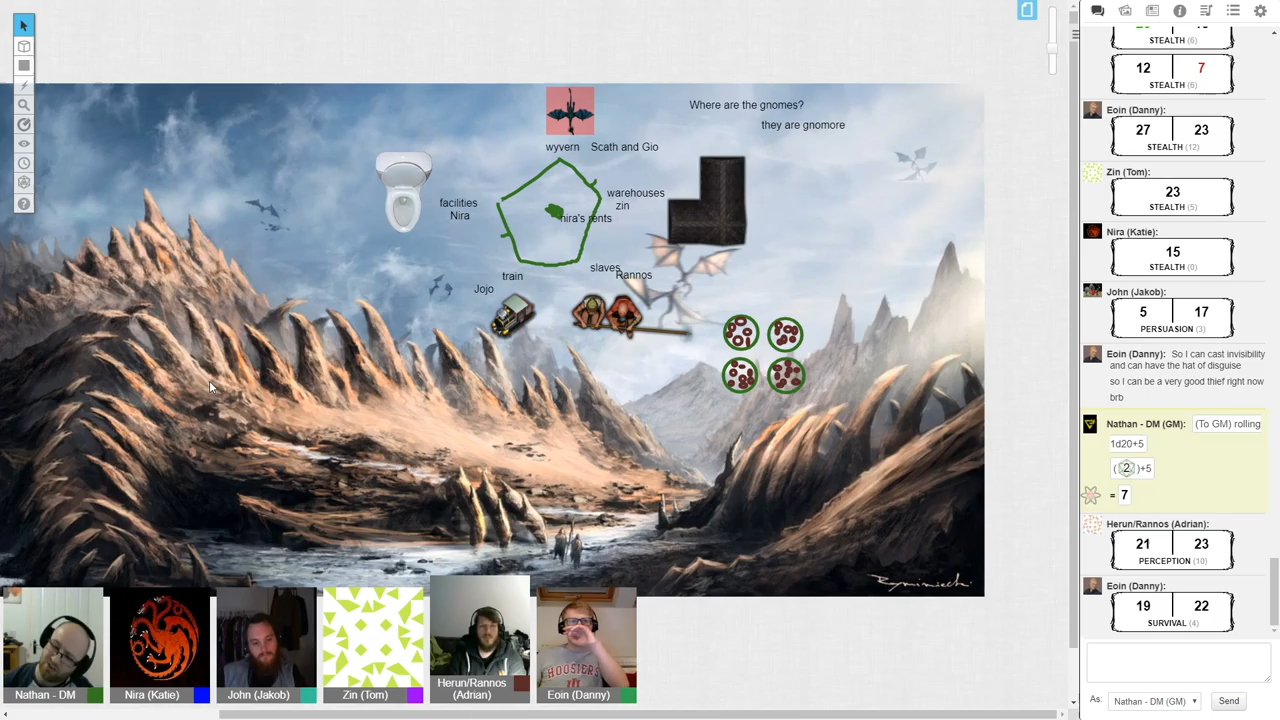 Where are the gnomes?
they are gnomore
wyvern
Scath and Gio
facilities
Nira
warehouses
zin
nira's rents
slaves
Rannos
train
Jojo
Nathan - DM
Nira (Katie)
John (Jakob)
Zin (Tom)
Herun/Rannos
(Adrian)
Eoin (Danny)
HOOSIERS
STEALTH (6)
12 7
STEALTH (6)
Eoin (Danny):
27 23
STEALTH (12)
Zin (Tom):
23
STEALTH (5)
Nira (Katie):
15
STEALTH (0)
John (Jakob):
5 17
PERSUASION (3)
Eoin (Danny): So I can cast invisibility
and can have the hat of disguise
so I can be a very good thief right now
brb
Nathan - DM (GM): (To GM) rolling
1d20+5
(2)+5
= 7
Herun/Rannos (Adrian):
21 23
PERCEPTION (10)
Eoin (Danny):
19 22
SURVIVAL (4)
As: Nathan - DM (GM) Send